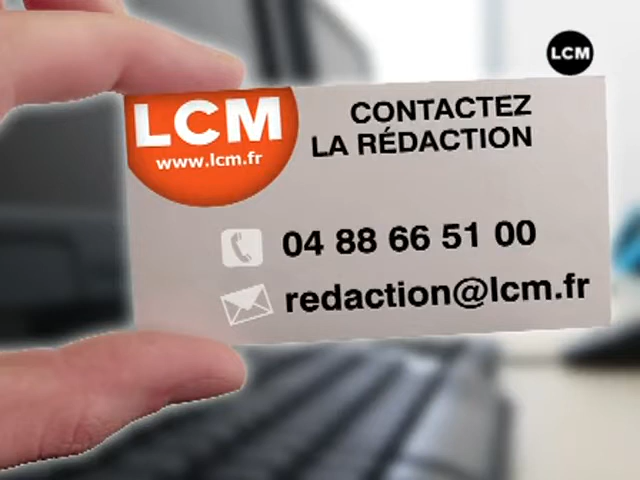 LCM
LCM
www.lcm.fr
CONTACTEZ
LA RÉDACTION
04 88 66 51 00
redaction@lcm.fr